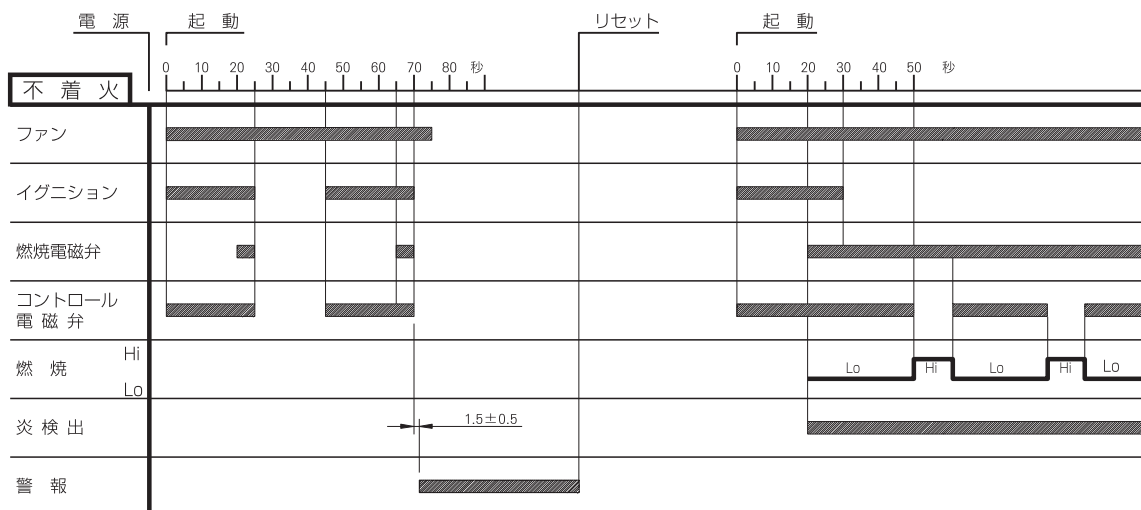 電 源
起 動
リセット
起 動
0 10 20 30 40 50 60 70 80 秒
0 10 20 30 40 50 秒
不 着 火
ファン
イグニション
燃焼電磁弁
コントロール
電 磁 弁
燃 焼
Hi
Lo
Lo Hi Lo Hi Lo
炎 検 出
1.5±0.5
警 報